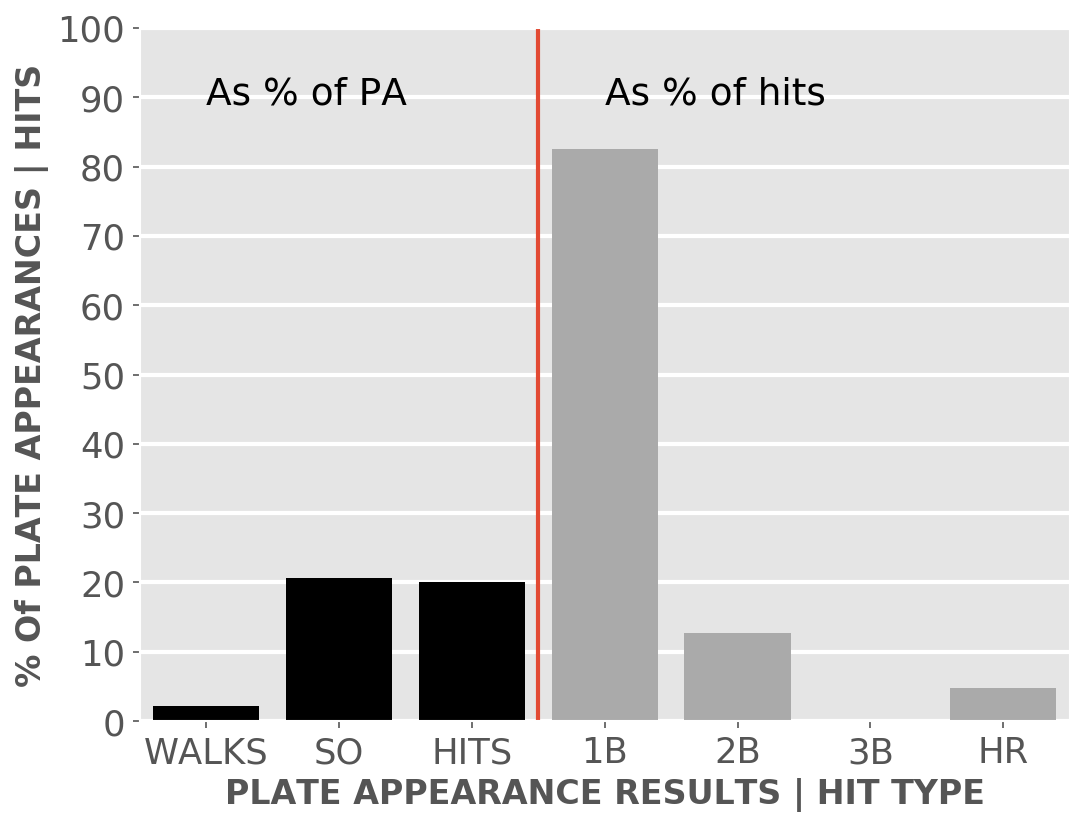 % Of PLATE APPEARANCES | HITS
100
90
80
70
60
50
40
30
20
10
0
As % of PA
As % of hits
WALKS SO HITS 1B 2B 3B HR
PLATE APPEARANCE RESULTS | HIT TYPE